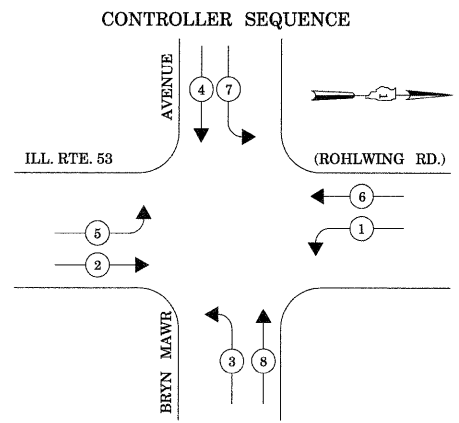 CONTROLLER SEQUENCE
AVENUE
4
7
ILL. RTE. 53
(ROHLWING RD.)
6
5
1
2
BRYN MAWR
3
8